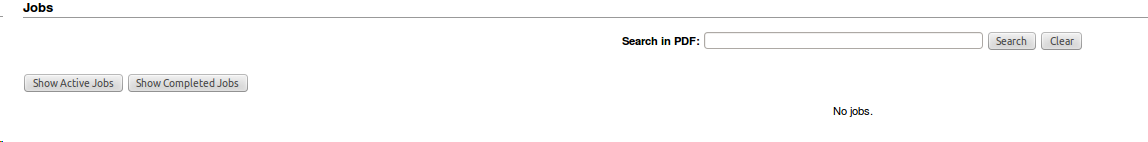 Jobs
Search in PDF: Search Clear
Show Active Jobs Show Completed Jobs
No jobs.